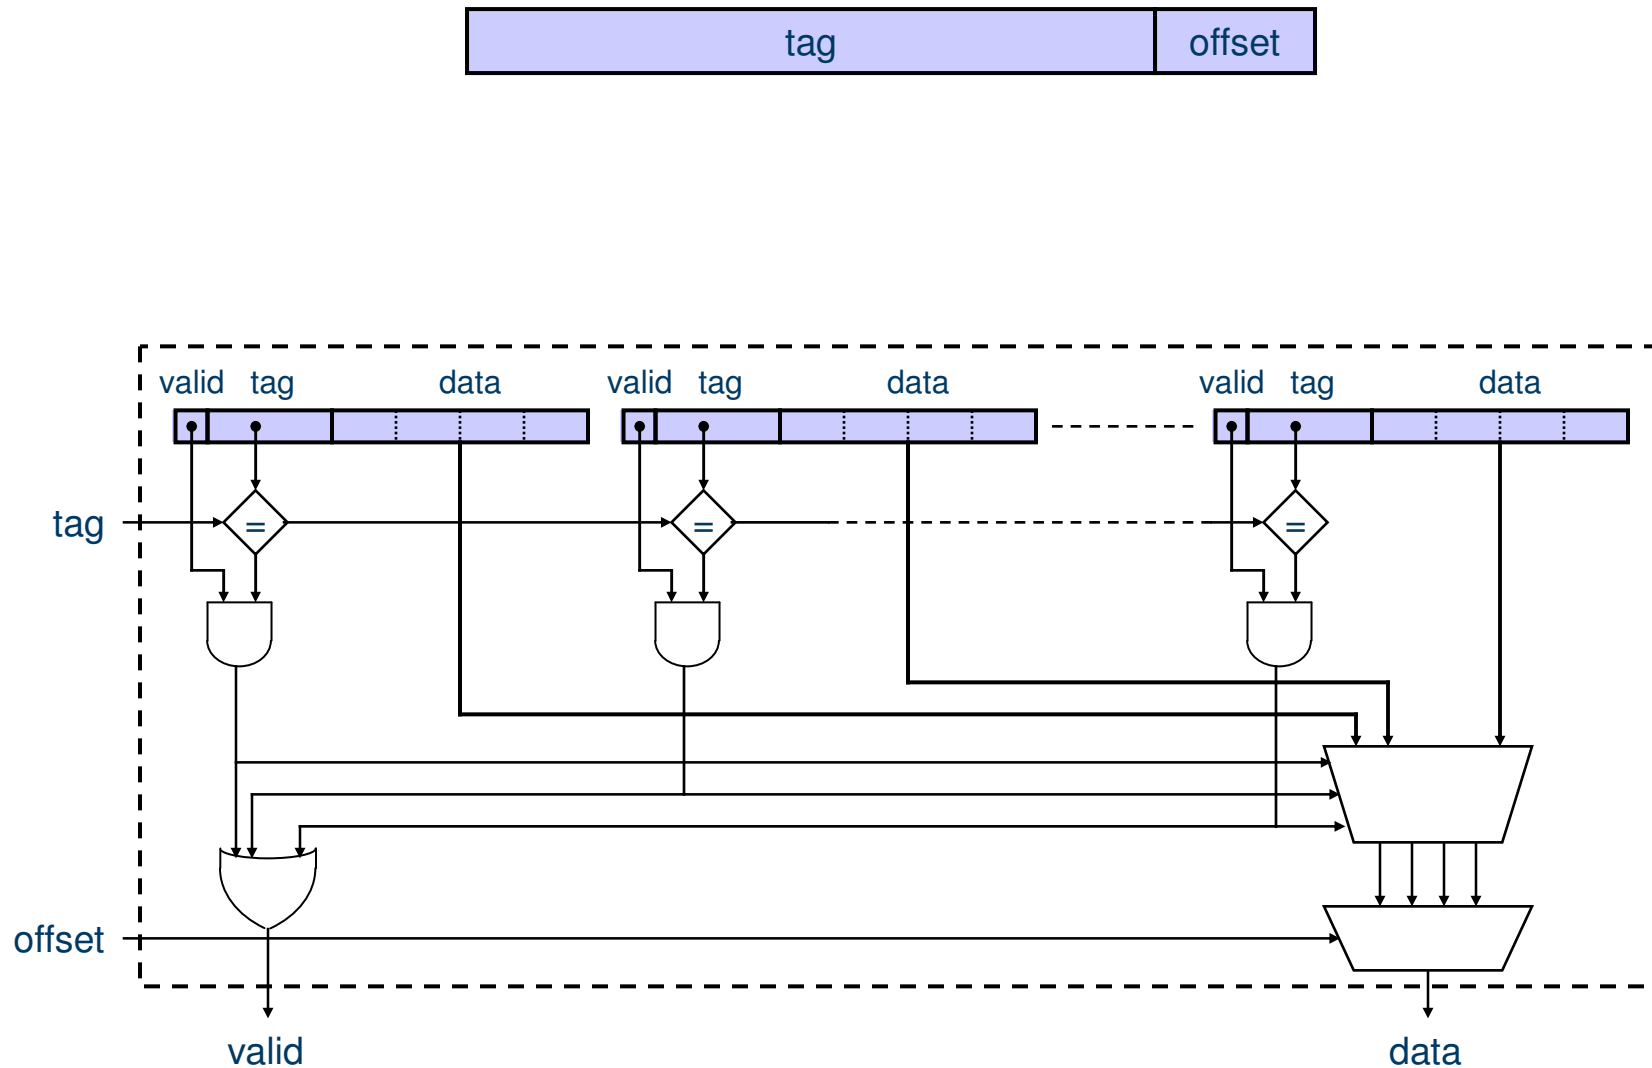 tag offset
valid tag data valid tag data valid tag data
= = =
tag
offset
valid data